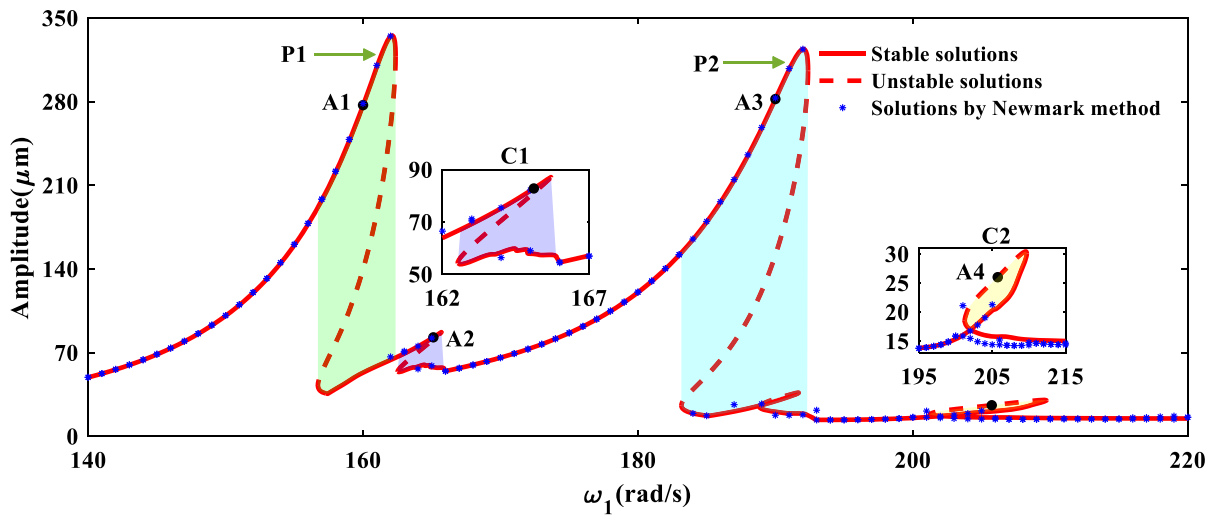 350
280
210
140
70
0
Amplitude(μm)
140
160
180
200
220
ω1(rad/s)
P1
A1
A2
C1
90
70
50
162
167
P2
A3
Stable solutions
Unstable solutions
Solutions by Newmark method
C2
A4
30
25
20
15
195
205
215